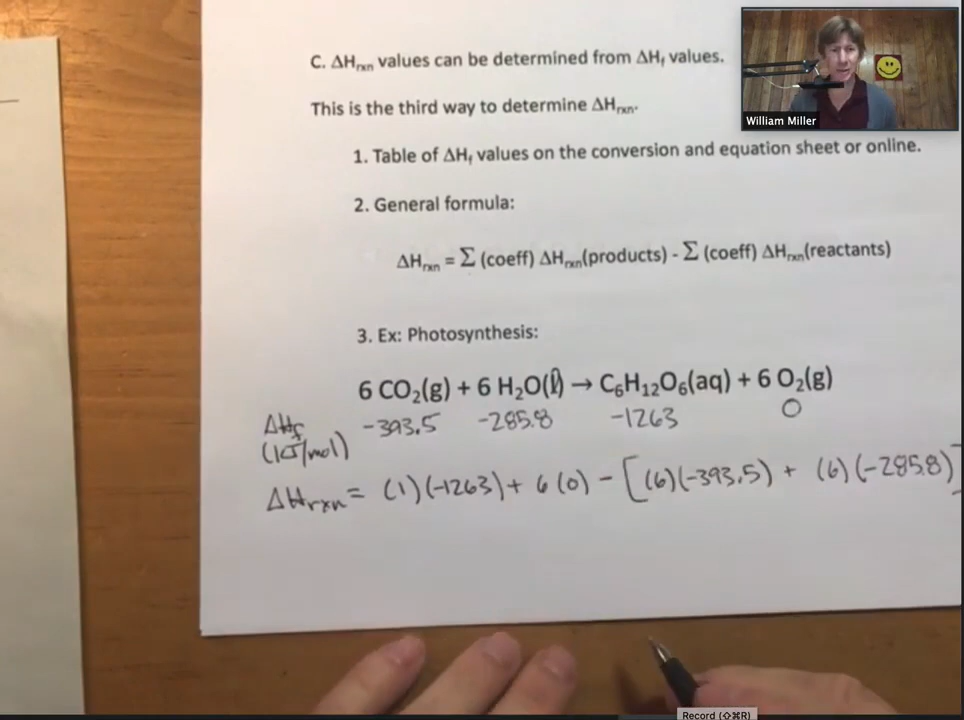 C. ΔHrxn values can be determined from ΔHf values.
This is the third way to determine ΔHrxn.
1. Table of ΔHf values on the conversion and equation sheet or online.
2. General formula:
ΔHrxn = Σ (coeff) ΔHrxn(products) - Σ (coeff) ΔHrxn(reactants)
3. Ex: Photosynthesis:
6 CO2(g) + 6 H2O(l) → C6H12O6(aq) + 6 O2(g)
ΔHf -393.5 -285.8 -1263 0
(kJ/mol)
ΔHrxn = (1)(-1263) + 6(0) - [(6)(-393.5) + (6)(-285.8)]
William Miller
Record (⇧⌘R)